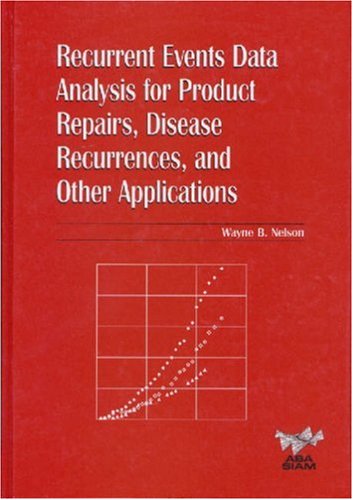 Recurrent Events Data
Analysis for Product
Repairs, Disease
Recurrences, and
Other Applications
Wayne B. Nelson
ASA
SIAM